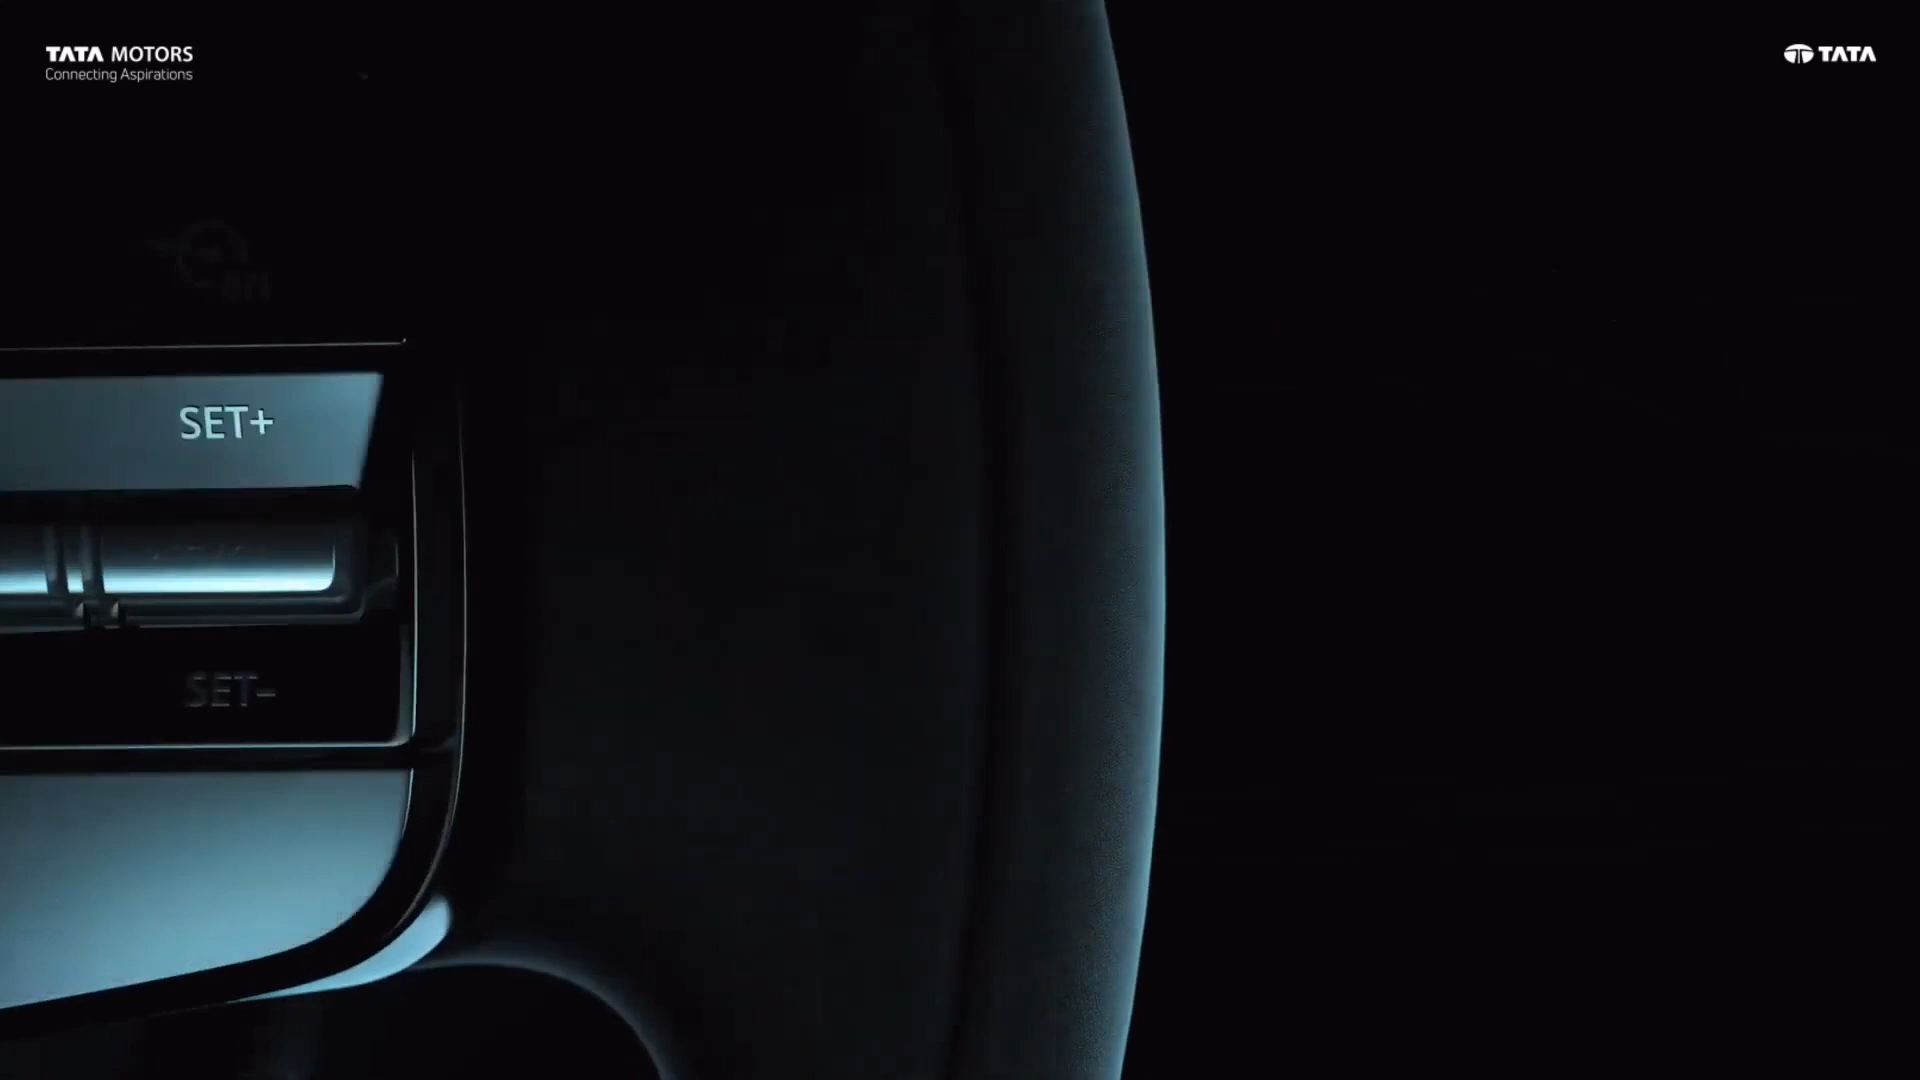 TATA MOTORS
Connecting Aspirations
TATA
SET+
SET-